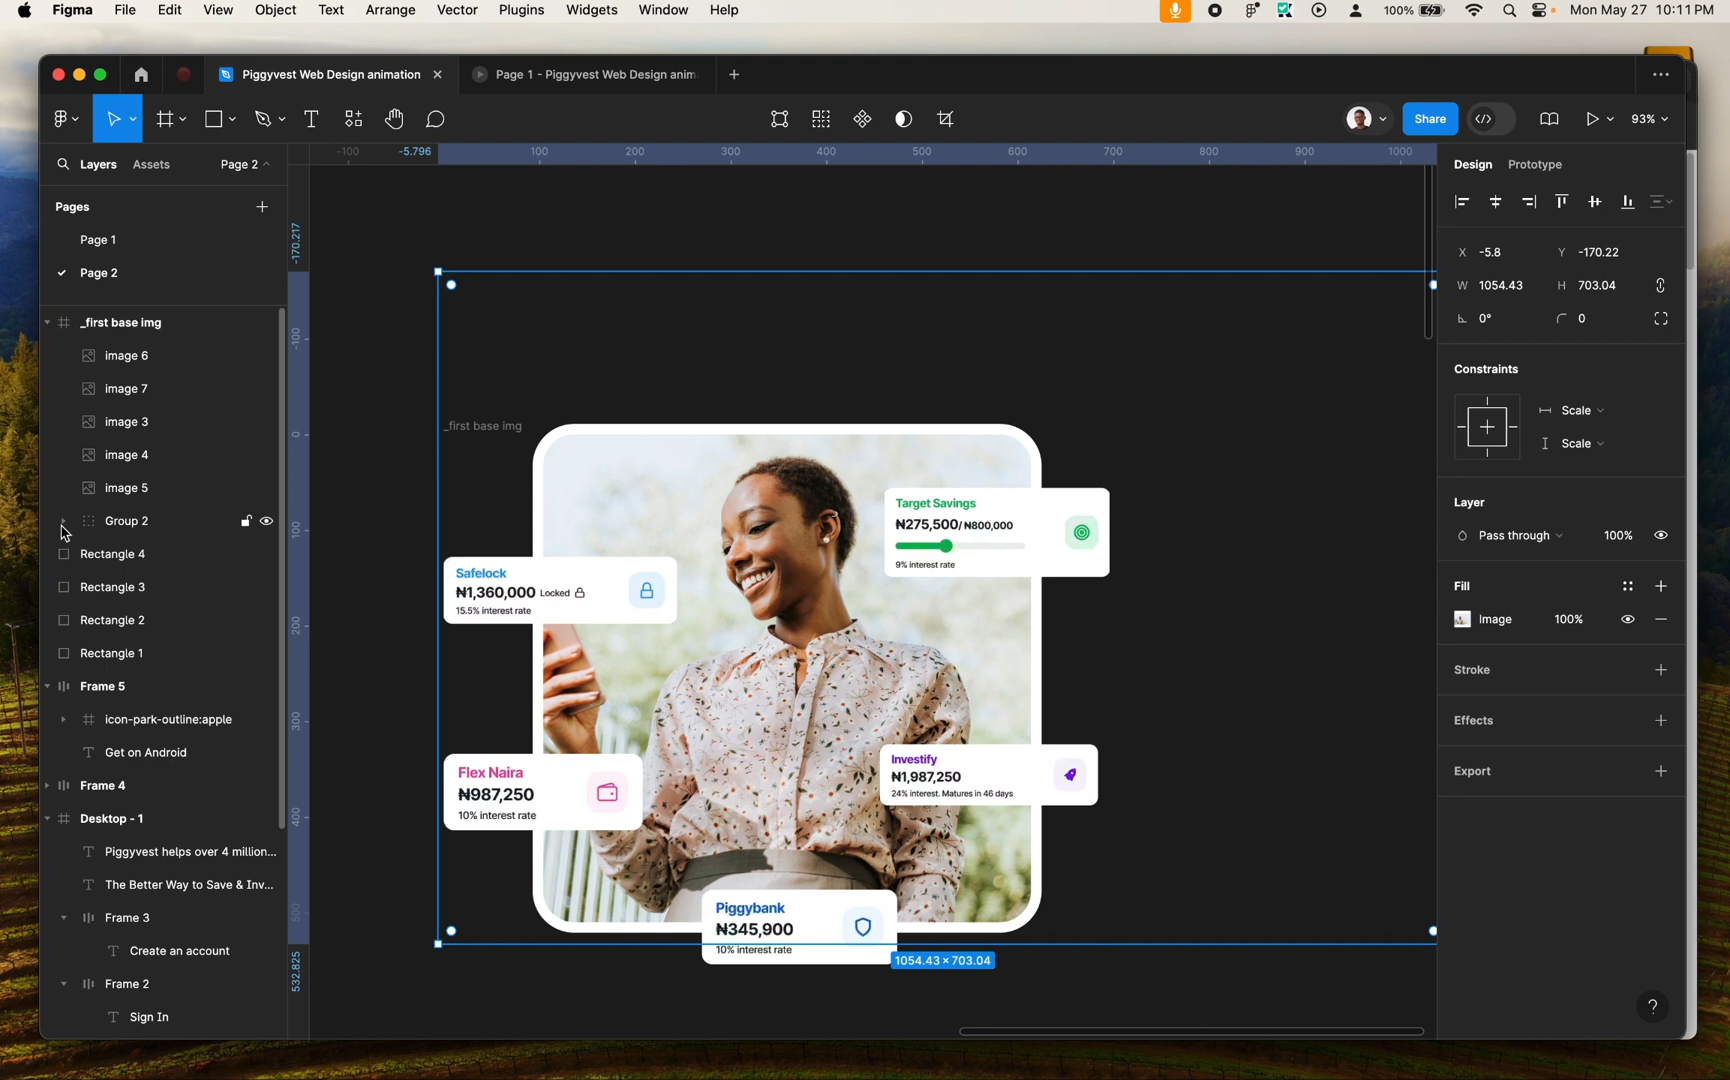 Figma File Edit View Object Text Arrange Vector Plugins Widgets Window Help 100% Mon May 27 10:11 PM
Piggyvest Web Design animation Page 1 - Piggyvest Web Design anim
Share 93%
Layers Assets Page 2
Pages
Page 1
Page 2
_first base img
image 6
image 7
image 3
image 4
image 5
Group 2
Rectangle 4
Rectangle 3
Rectangle 2
Rectangle 1
Frame 5
icon-park-outline:apple
Get on Android
Frame 4
Desktop - 1
Piggyvest helps over 4 million...
The Better Way to Save & Inv...
Frame 3
Create an account
Frame 2
Sign In
-100 -5.796 100 200 300 400 500 600 700 800 900 1000
-170.217
-100
0
100
200
300
400
500
532.825
_first base img
Target Savings
₦275,500/₦800,000
9% interest rate
Safelock
₦1,360,000 Locked
15.5% interest rate
Flex Naira
₦987,250
10% interest rate
Investify
₦1,987,250
24% interest. Matures in 46 days
Piggybank
₦345,900
10% interest rate
1054.43 × 703.04
Design Prototype
X -5.8 Y -170.22
W 1054.43 H 703.04
0° 0
Constraints
Scale
Scale
Layer
Pass through 100%
Fill
Image 100%
Stroke
Effects
Export
?